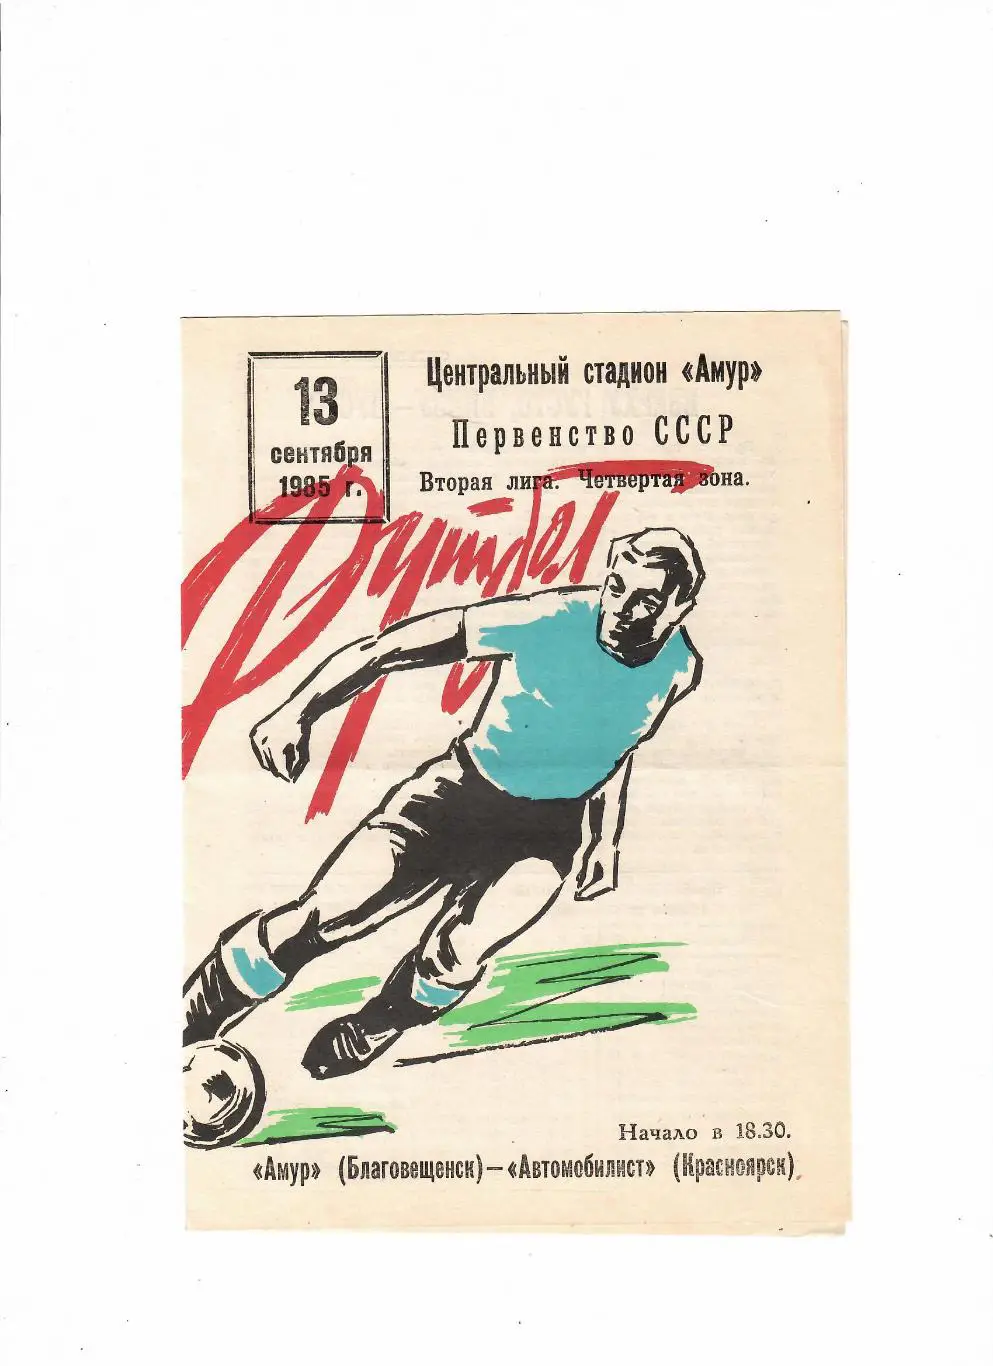 13
сентября
1985 г.
Центральный стадион «Амур»
Первенство СССР
Вторая лига. Четвертая зона.
Футбол
Начало в 18.30.
«Амур» (Благовещенск) — «Автомобилист» (Красноярск)